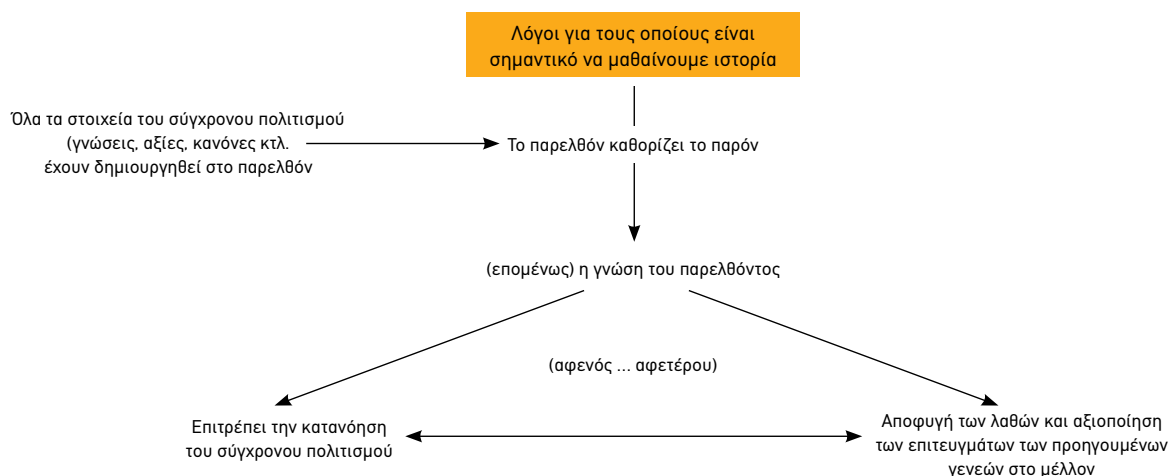 Λόγοι για τους οποίους είναι
σημαντικό να μαθαίνουμε ιστορία
Όλα τα στοιχεία του σύγχρονου πολιτισμού
(γνώσεις, αξίες, κανόνες κτλ.
έχουν δημιουργηθεί στο παρελθόν
Το παρελθόν καθορίζει το παρόν
(επομένως) η γνώση του παρελθόντος
(αφενός ... αφετέρου)
Επιτρέπει την κατανόηση
του σύγχρονου πολιτισμού
Αποφυγή των λαθών και αξιοποίηση
των επιτευγμάτων των προηγουμένων
γενεών στο μέλλον